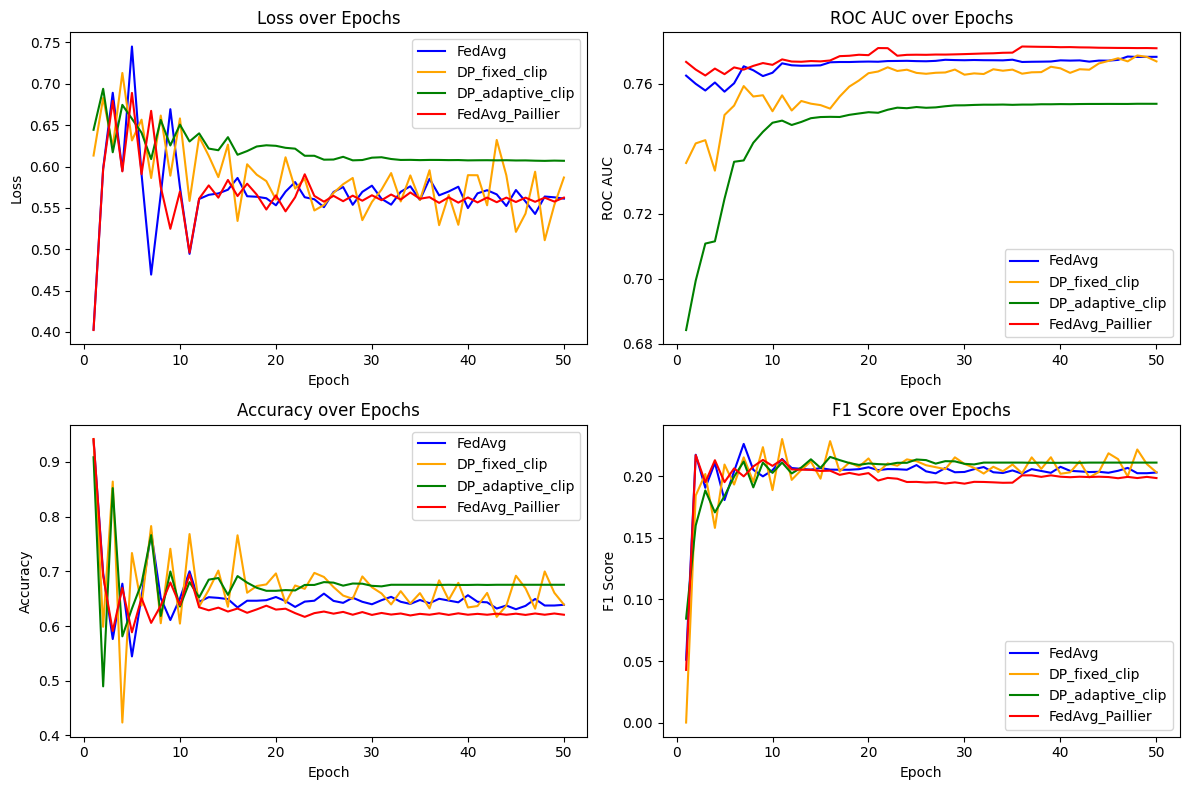 Loss over Epochs
0.75
0.70
0.65
0.60
0.55
0.50
0.45
0.40
Loss
0
10
20
30
40
50
Epoch
FedAvg
DP_fixed_clip
DP_adaptive_clip
FedAvg_Paillier
ROC AUC over Epochs
0.76
0.74
0.72
0.70
0.68
ROC AUC
0
10
20
30
40
50
Epoch
FedAvg
DP_fixed_clip
DP_adaptive_clip
FedAvg_Paillier
Accuracy over Epochs
0.9
0.8
0.7
0.6
0.5
0.4
Accuracy
0
10
20
30
40
50
Epoch
FedAvg
DP_fixed_clip
DP_adaptive_clip
FedAvg_Paillier
F1 Score over Epochs
0.20
0.15
0.10
0.05
0.00
F1 Score
0
10
20
30
40
50
Epoch
FedAvg
DP_fixed_clip
DP_adaptive_clip
FedAvg_Paillier